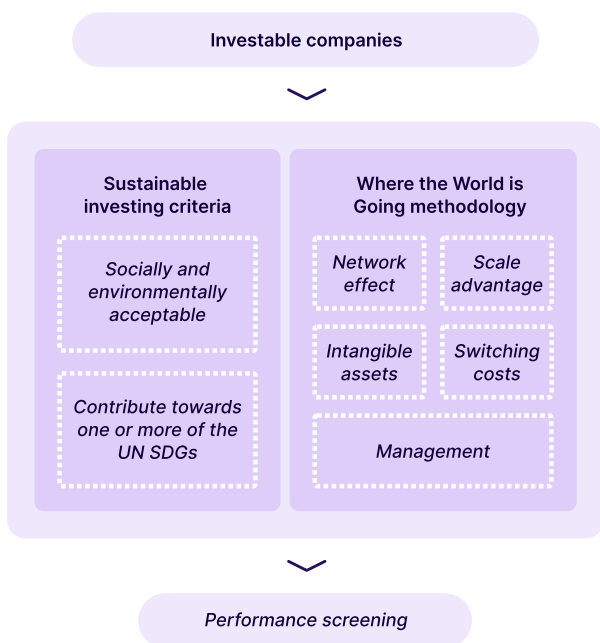 Investable companies
Sustainable
investing criteria
Socially and
environmentally
acceptable
Contribute towards
one or more of the
UN SDGs
Where the World is
Going methodology
Network
effect
Scale
advantage
Intangible
assets
Switching
costs
Management
Performance screening